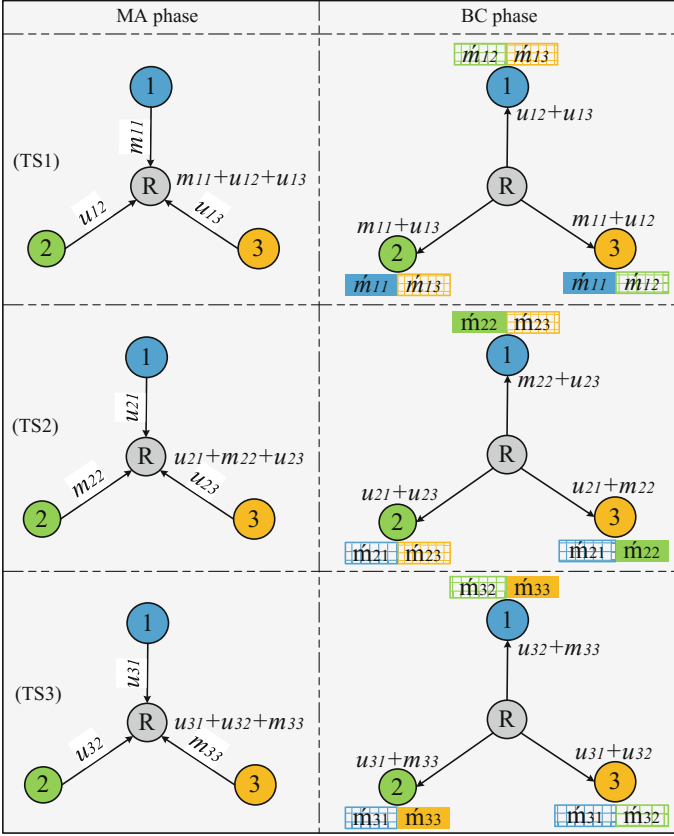 MA phase
BC phase
(TS1)
1
m11
R
m11+u12+u13
u12
u13
2
3
ḿ12 ḿ13
1
u12+u13
R
m11+u13
m11+u12
2
3
ḿ11 ḿ13
ḿ11 ḿ12
(TS2)
1
u21
R
u21+m22+u23
m22
u23
2
3
ḿ22 ḿ23
1
m22+u23
R
u21+u23
u21+m22
2
3
ḿ21 ḿ23
ḿ21 ḿ22
(TS3)
1
u31
R
u31+u32+m33
u32
m33
2
3
ḿ32 ḿ33
1
u32+m33
R
u31+m33
u31+u32
2
3
ḿ31 ḿ33
ḿ31 ḿ32